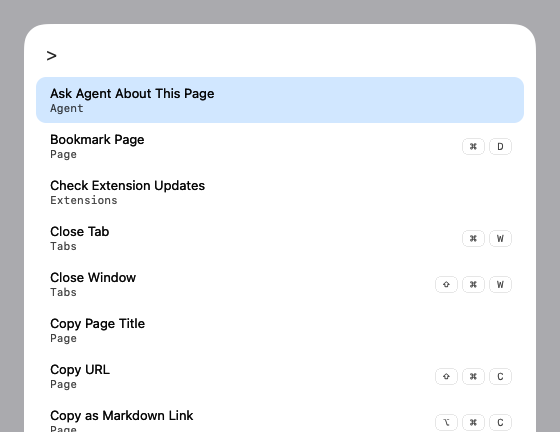 >
Ask Agent About This Page
Agent
Bookmark Page ⌘ D
Page
Check Extension Updates
Extensions
Close Tab ⌘ W
Tabs
Close Window ⇧ ⌘ W
Tabs
Copy Page Title
Page
Copy URL ⇧ ⌘ C
Page
Copy as Markdown Link ⌥ ⌘ C
Page